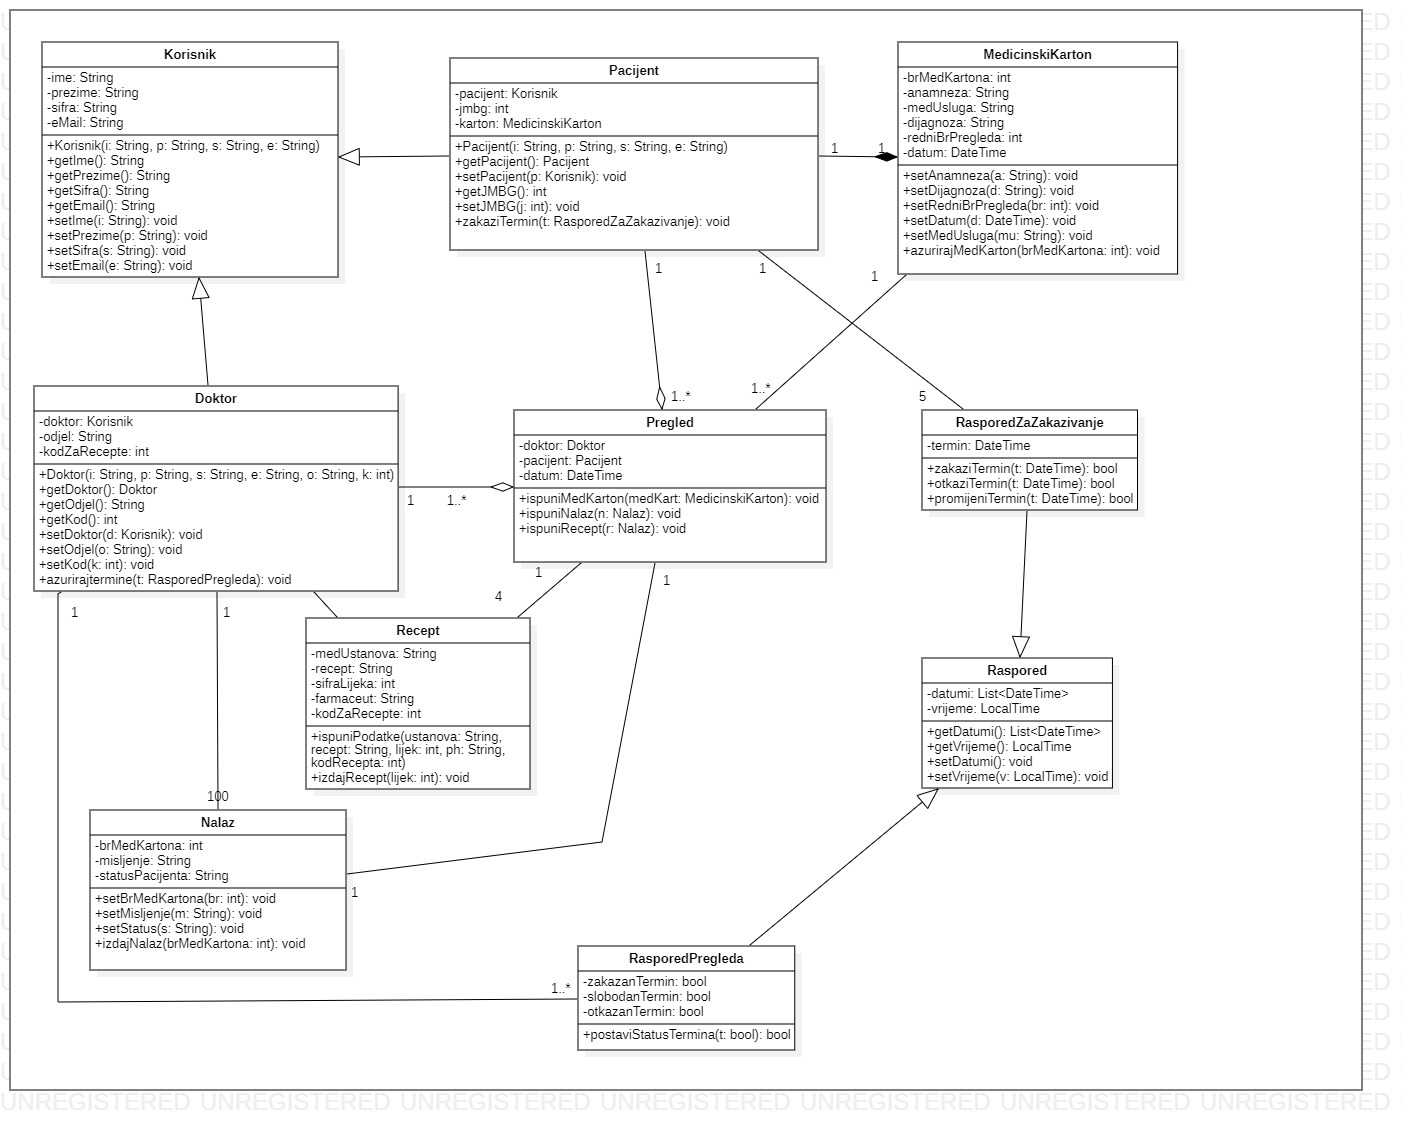 Korisnik
-ime: String
-prezime: String
-sifra: String
-eMail: String
+Korisnik(i: String, p: String, s: String, e: String)
+getIme(): String
+getPrezime(): String
+getSifra(): String
+getEmail(): String
+setIme(i: String): void
+setPrezime(p: String): void
+setSifra(s: String): void
+setEmail(e: String): void
Pacijent
-pacijent: Korisnik
-jmbg: int
-karton: MedicinskiKarton
+Pacijent(i: String, p: String, s: String, e: String)
+getPacijent(): Pacijent
+setPacijent(p: Korisnik): void
+getJMBG(): int
+setJMBG(j: int): void
+zakaziTermin(t: RasporedZaZakazivanje): void
1
1
MedicinskiKarton
-brMedKartona: int
-anamneza: String
-medUsluga: String
-dijagnoza: String
-redniBrPregleda: int
-datum: DateTime
+setAnamneza(a: String): void
+setDijagnoza(d: String): void
+setRedniBrPregleda(br: int): void
+setDatum(d: DateTime): void
+setMedUsluga(mu: String): void
+azurirajMedKarton(brMedKartona: int): void
1
1
1
1..*
1..*
5
Doktor
-doktor: Korisnik
-odjel: String
-kodZaRecepte: int
+Doktor(i: String, p: String, s: String, e: String, o: String, k: int)
+getDoktor(): Doktor
+getOdjel(): String
+getKod(): int
+setDoktor(d: Korisnik): void
+setOdjel(o: String): void
+setKod(k: int): void
+azurirajtermine(t: RasporedPregleda): void
1
1..*
Pregled
-doktor: Doktor
-pacijent: Pacijent
-datum: DateTime
+ispuniMedKarton(medKart: MedicinskiKarton): void
+ispuniNalaz(n: Nalaz): void
+ispuniRecept(r: Nalaz): void
RasporedZaZakazivanje
-termin: DateTime
+zakaziTermin(t: DateTime): bool
+otkaziTermin(t: DateTime): bool
+promijeniTermin(t: DateTime): bool
1
1
1
4
1
Recept
-medUstanova: String
-recept: String
-sifraLijeka: int
-farmaceut: String
-kodZaRecepte: int
+ispuniPodatke(ustanova: String,
recept: String, lijek: int, ph: String,
kodRecepta: int)
+izdajRecept(lijek: int): void
Raspored
-datumi: List<DateTime>
-vrijeme: LocalTime
+getDatumi(): List<DateTime>
+getVrijeme(): LocalTime
+setDatumi(): void
+setVrijeme(v: LocalTime): void
100
Nalaz
-brMedKartona: int
-misljenje: String
-statusPacijenta: String
+setBrMedKartona(br: int): void
+setMisljenje(m: String): void
+setStatus(s: String): void
+izdajNalaz(brMedKartona: int): void
1
1..*
RasporedPregleda
-zakazanTermin: bool
-slobodanTermin: bool
-otkazanTermin: bool
+postaviStatusTermina(t: bool): bool
UNREGISTERED UNREGISTERED UNREGISTERED UNREGISTERED UNREGISTERED UNREGISTERED UNREGISTERED